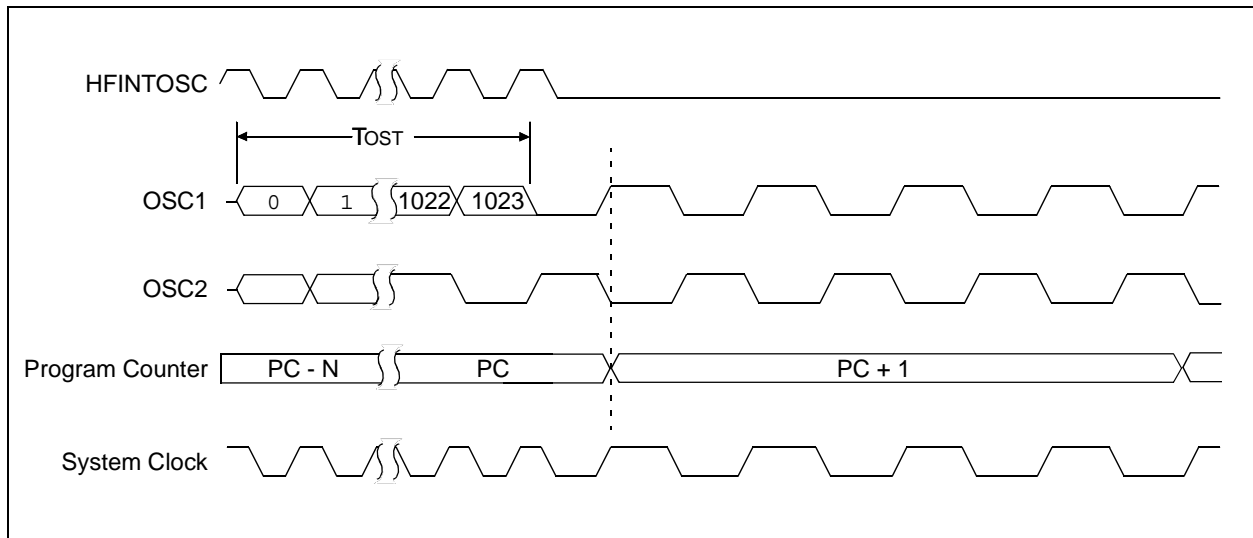 HFINTOSC
TOST
OSC1
0 1 1022 1023
OSC2
Program Counter
PC - N PC PC + 1
System Clock